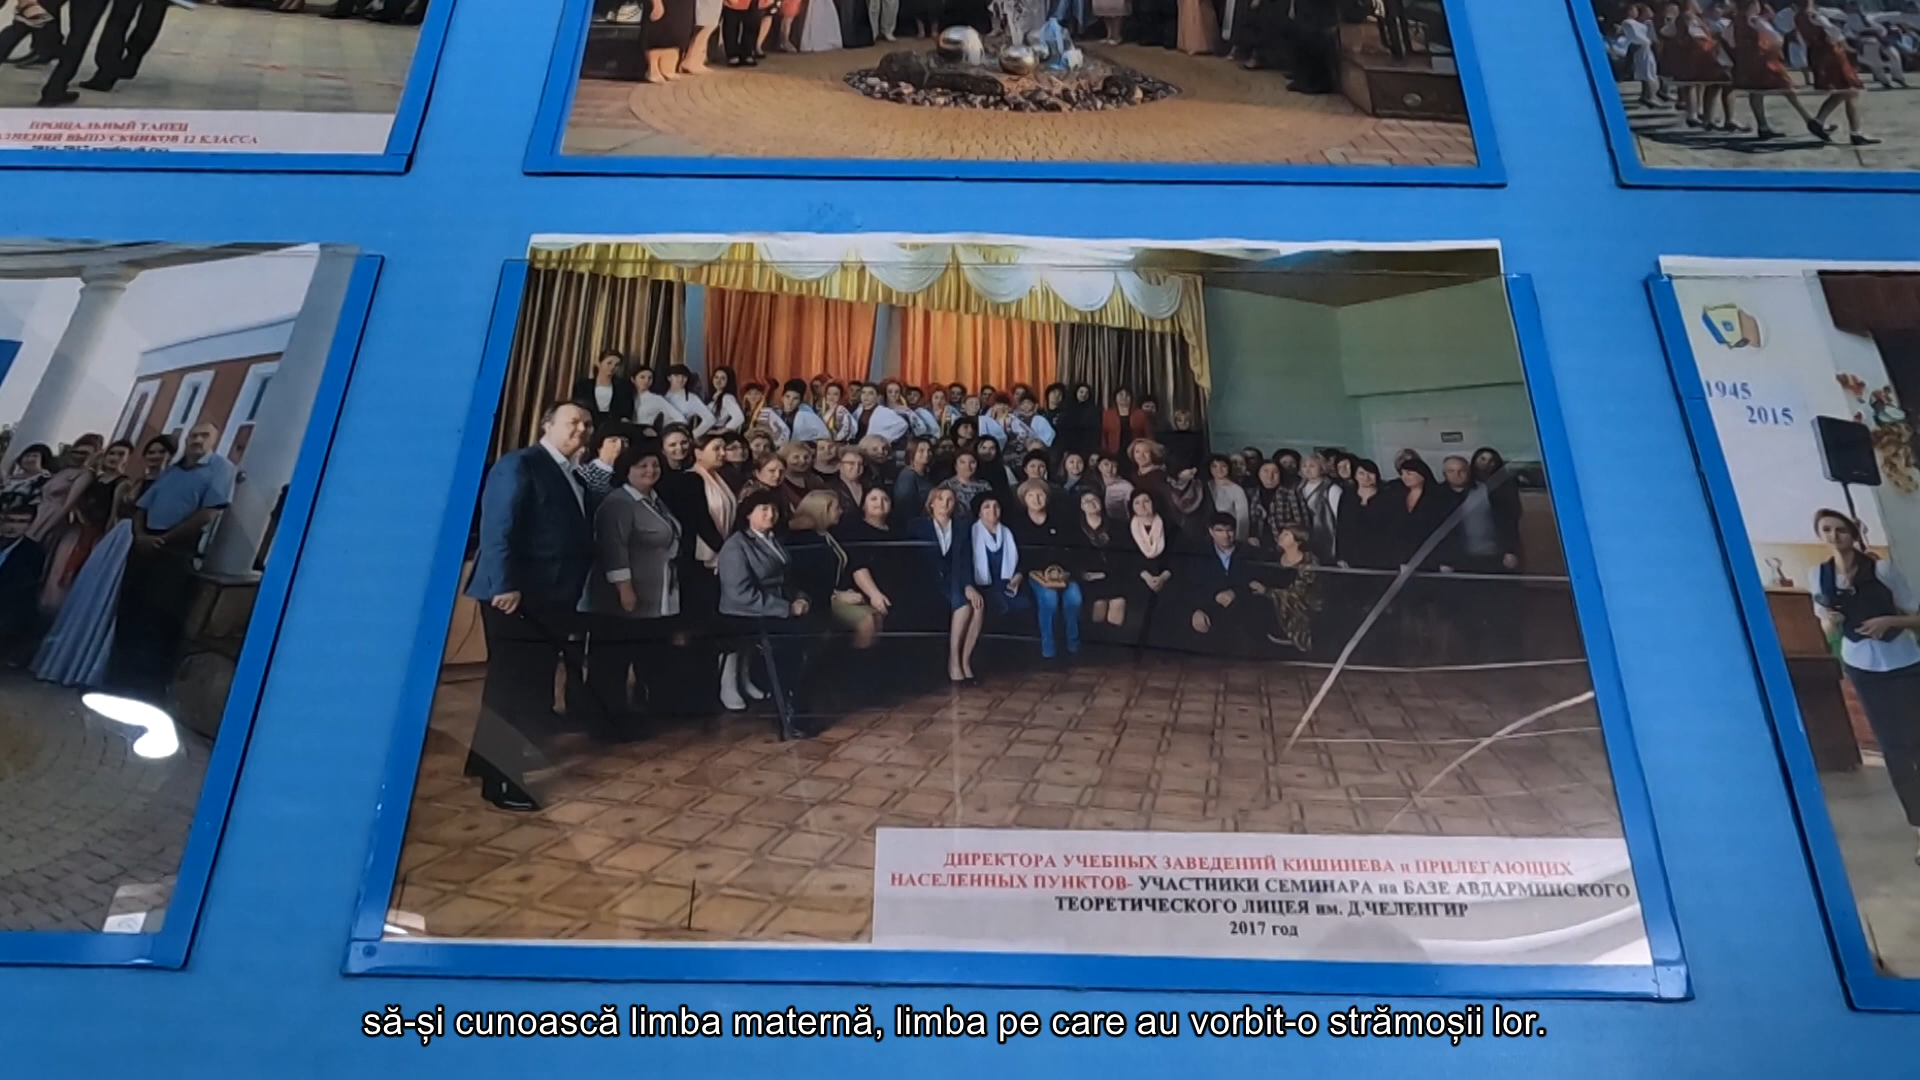 ПРОЩАЛЬНЫЙ ТАНЕЦ
ВЫПУСКНИКОВ 12 КЛАССА
1945
2015
ДИРЕКТОРА УЧЕБНЫХ ЗАВЕДЕНИЙ КИШИНЕВА и ПРИЛЕГАЮЩИХ
НАСЕЛЕННЫХ ПУНКТОВ- УЧАСТНИКИ СЕМИНАРА на БАЗЕ АВДАРМИНСКОГО
ТЕОРЕТИЧЕСКОГО ЛИЦЕЯ им. Д.ЧЕЛЕНГИР
2017 год
să-și cunoască limba maternă, limba pe care au vorbit-o strămoșii lor.